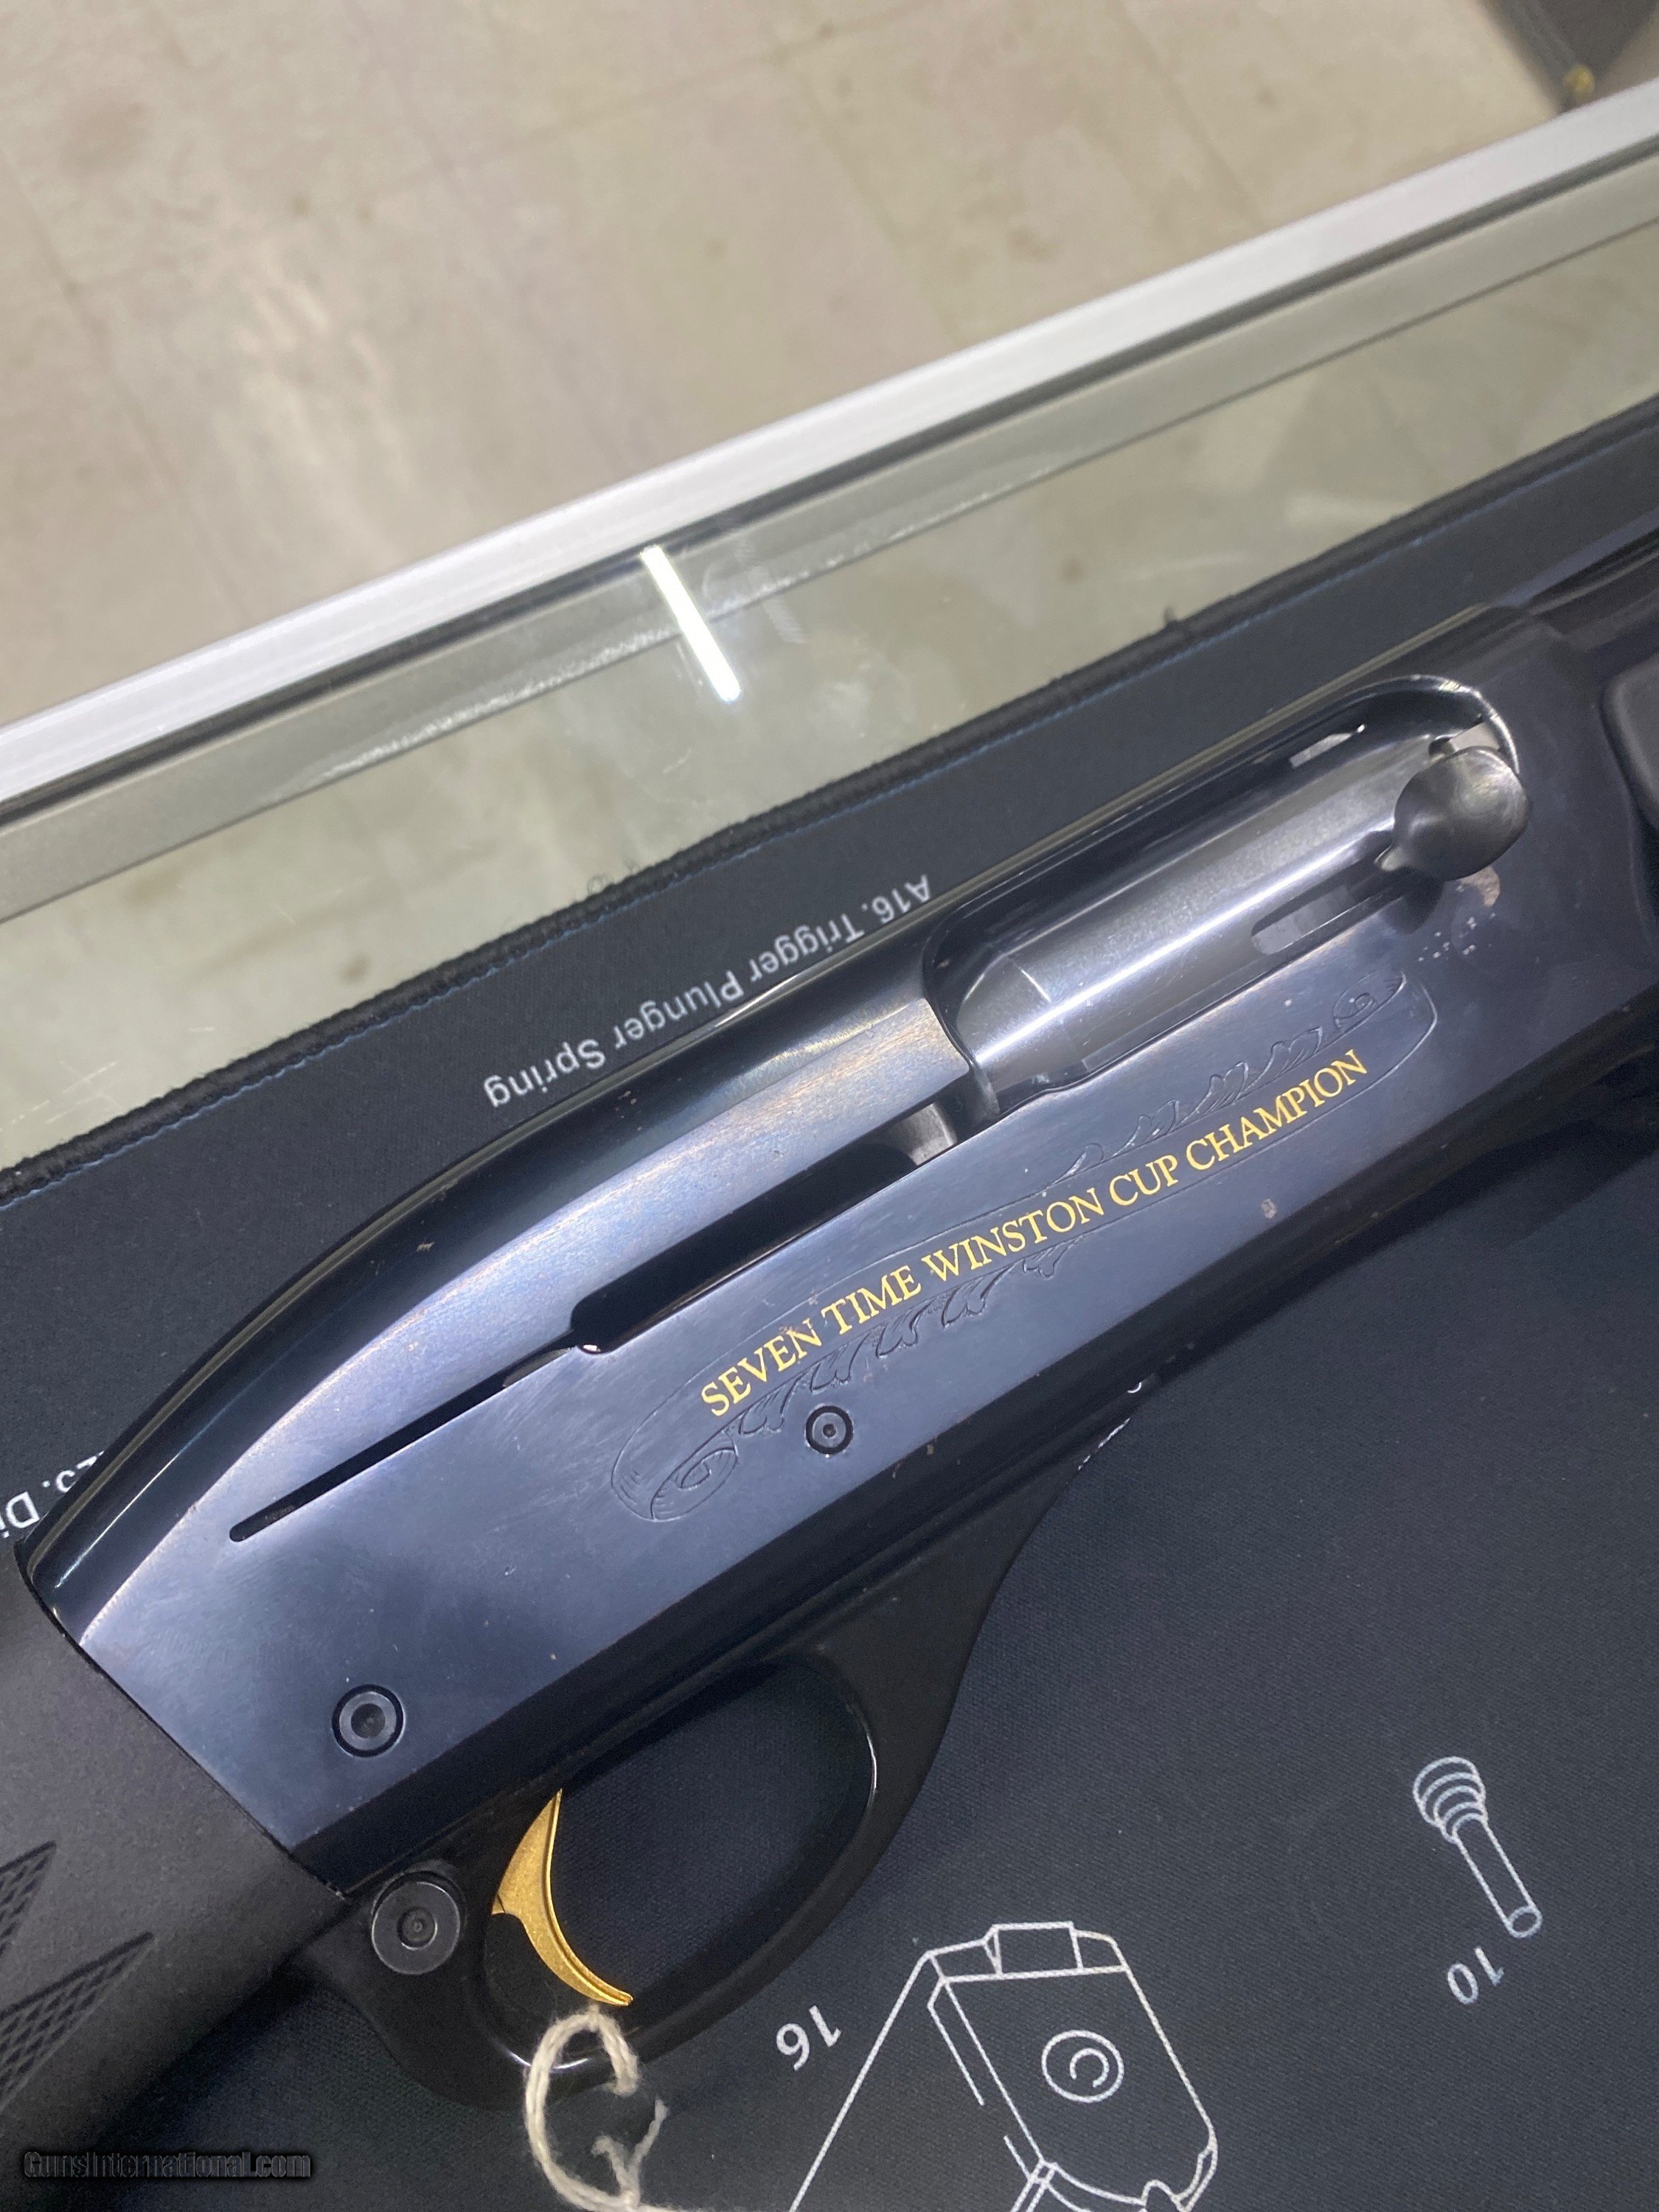 A16. Trigger Plunger Spring
SEVEN TIME WINSTON CUP CHAMPION
10
16
GunsInternational.com